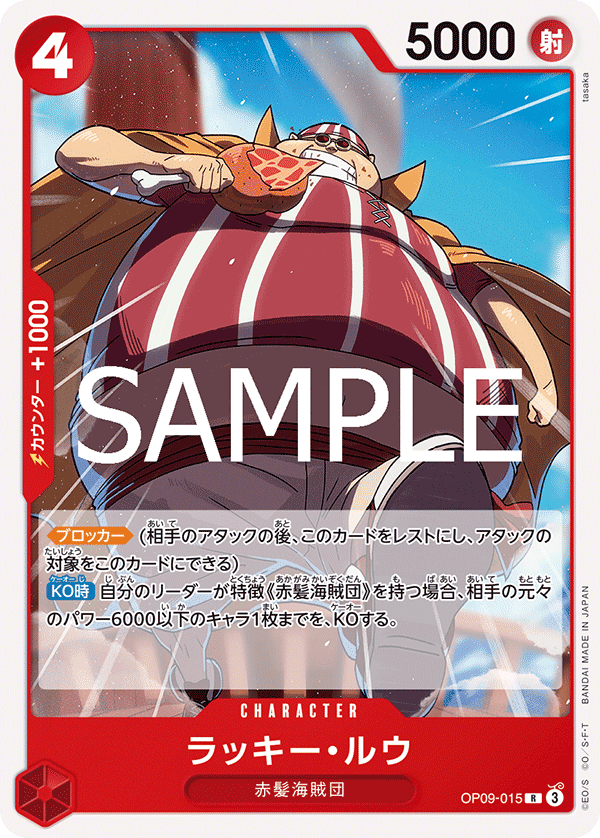 4
5000
射
tasaka
カウンター +1000
SAMPLE
ブロッカー (相手のアタックの後、このカードをレストにし、アタックの
対象をこのカードにできる)
KO時 自分のリーダーが特徴《赤髪海賊団》を持つ場合、相手の元々
のパワー6000以下のキャラ1枚までを、KOする。
CHARACTER
ラッキー・ルウ
赤髪海賊団
OP09-015 R 3
©EO/S ©O/S・F・T BANDAI MADE IN JAPAN